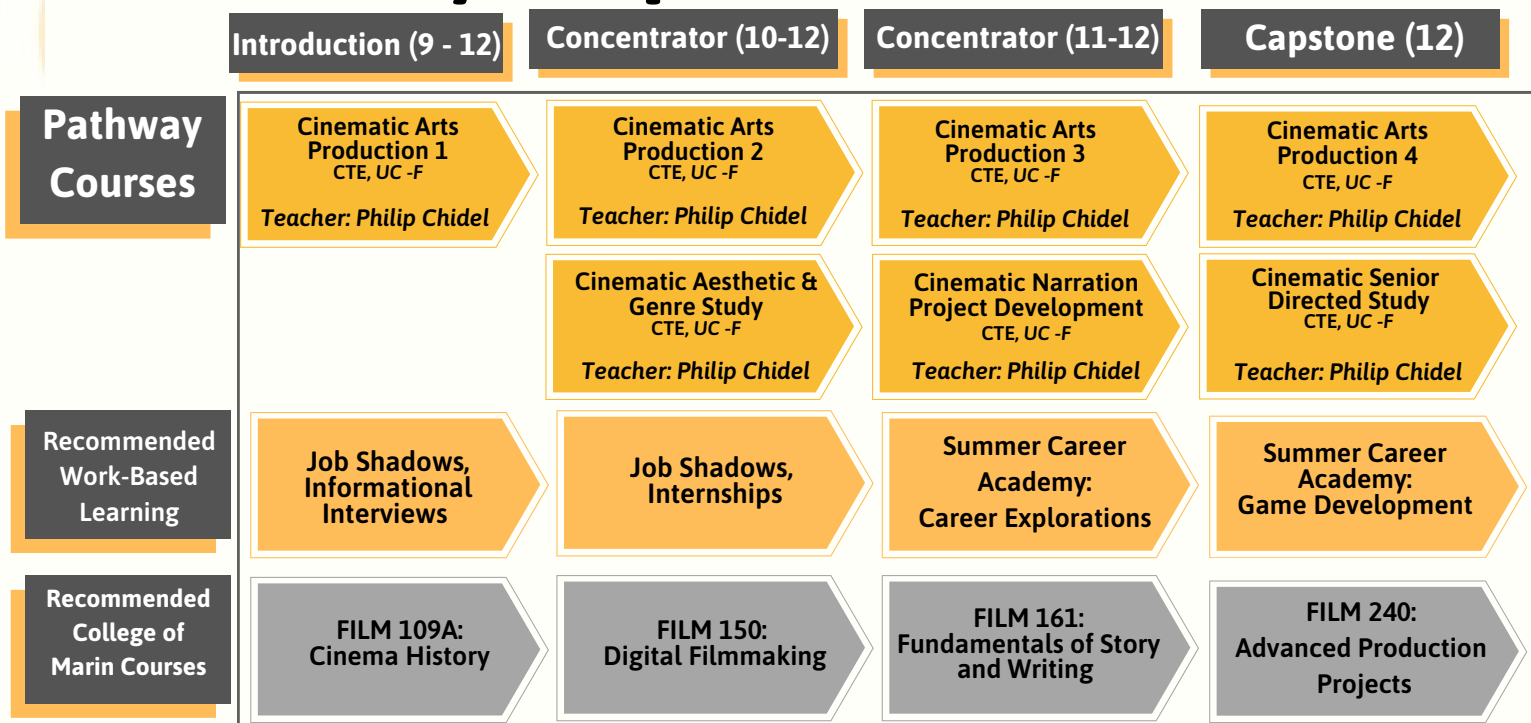 Introduction (9 - 12)
Concentrator (10-12)
Concentrator (11-12)
Capstone (12)
Pathway
Courses
Cinematic Arts
Production 1
CTE, UC -F
Teacher: Philip Chidel
Cinematic Arts
Production 2
CTE, UC -F
Teacher: Philip Chidel
Cinematic Arts
Production 3
CTE, UC -F
Teacher: Philip Chidel
Cinematic Arts
Production 4
CTE, UC -F
Teacher: Philip Chidel
Cinematic Aesthetic &
Genre Study
CTE, UC -F
Teacher: Philip Chidel
Cinematic Narration
Project Development
CTE, UC -F
Teacher: Philip Chidel
Cinematic Senior
Directed Study
CTE, UC -F
Teacher: Philip Chidel
Recommended
Work-Based
Learning
Job Shadows,
Informational
Interviews
Job Shadows,
Internships
Summer Career
Academy:
Career Explorations
Summer Career
Academy:
Game Development
Recommended
College of
Marin Courses
FILM 109A:
Cinema History
FILM 150:
Digital Filmmaking
FILM 161:
Fundamentals of Story
and Writing
FILM 240:
Advanced Production
Projects